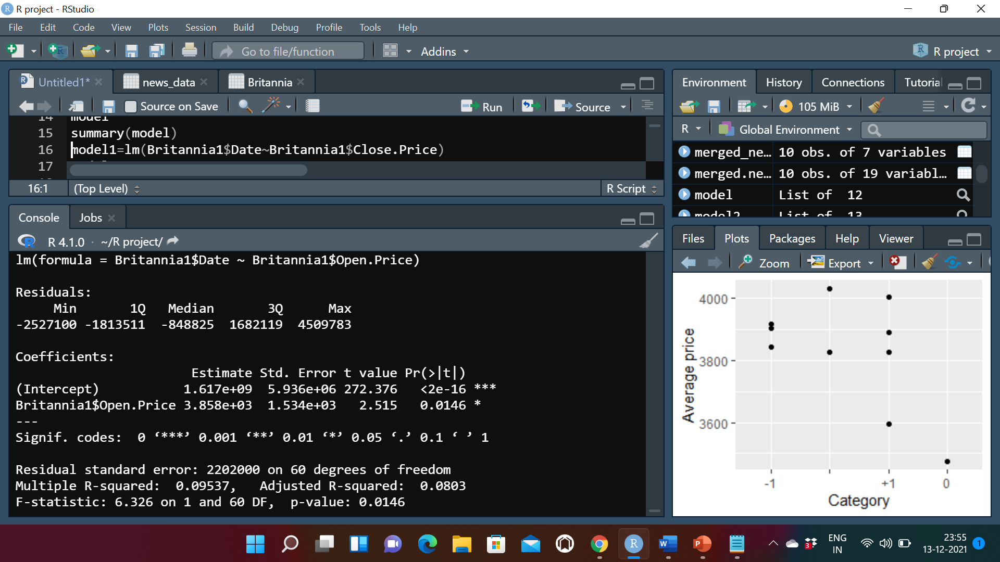 R project - RStudio
File Edit Code View Plots Session Build Debug Profile Tools Help
Go to file/function Addins R project
Untitled1* news_data Britannia
Source on Save Run Source
14 model
15 summary(model)
16 model1=lm(Britannia1$Date~Britannia1$Close.Price)
17
16:1 (Top Level) R Script
Console Jobs
R 4.1.0 · ~/R project/
lm(formula = Britannia1$Date ~ Britannia1$Open.Price)
Residuals:
Min 1Q Median 3Q Max
-2527100 -1813511 -848825 1682119 4509783
Coefficients:
Estimate Std. Error t value Pr(>|t|)
(Intercept) 1.617e+09 5.936e+06 272.376 <2e-16 ***
Britannia1$Open.Price 3.858e+03 1.534e+03 2.515 0.0146 *
---
Signif. codes: 0 ‘***’ 0.001 ‘**’ 0.01 ‘*’ 0.05 ‘.’ 0.1 ‘ ’ 1
Residual standard error: 2202000 on 60 degrees of freedom
Multiple R-squared: 0.09537, Adjusted R-squared: 0.0803
F-statistic: 6.326 on 1 and 60 DF, p-value: 0.0146
Environment History Connections Tutorial
105 MiB
R Global Environment
merged_ne… 10 obs. of 7 variables
merged.ne… 10 obs. of 19 variabl…
model List of 12
model2 List of 13
Files Plots Packages Help Viewer
Zoom Export
4000
3800
3600
Average price
-1 +1 0
Category
ENG
IN
23:55
13-12-2021
1
3